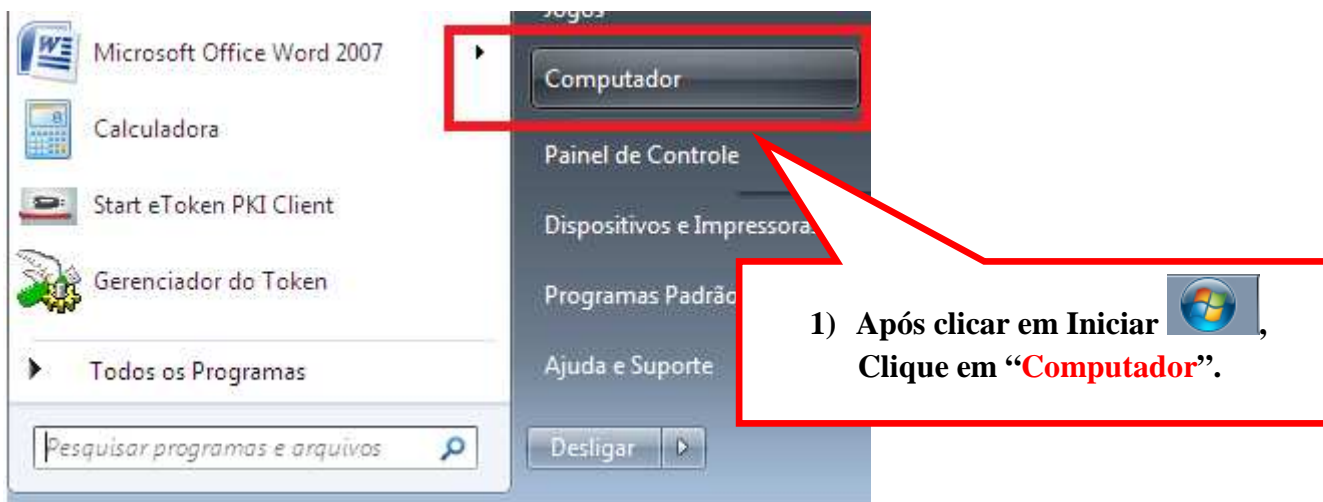 Jogos
Microsoft Office Word 2007
Computador
Calculadora
Painel de Controle
Start eToken PKI Client
Dispositivos e Impressoras
Gerenciador do Token
Programas Padrão
1) Após clicar em Iniciar ,
Clique em “Computador”.
Todos os Programas
Ajuda e Suporte
Pesquisar programas e arquivos
Desligar